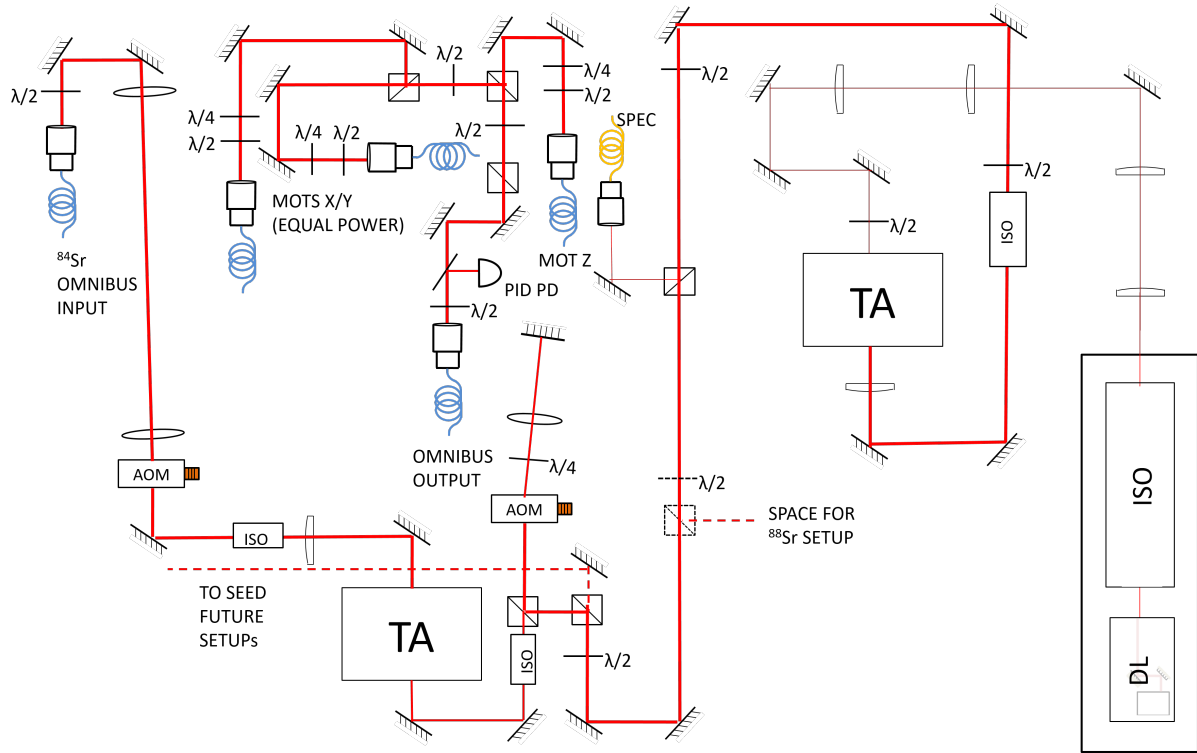 λ/2
λ/2
λ/4
λ/2
λ/2
λ/4
λ/2
SPEC
λ/4
λ/2
λ/4
λ/2
λ/2
MOTS X/Y
(EQUAL POWER)
MOT Z
84Sr
OMNIBUS
INPUT
PID PD
λ/2
λ/2
ISO
TA
OMNIBUS
OUTPUT
λ/4
λ/2
AOM
AOM
SPACE FOR
88Sr SETUP
ISO
ISO
TO SEED
FUTURE
SETUPs
TA
ISO
λ/2
DL